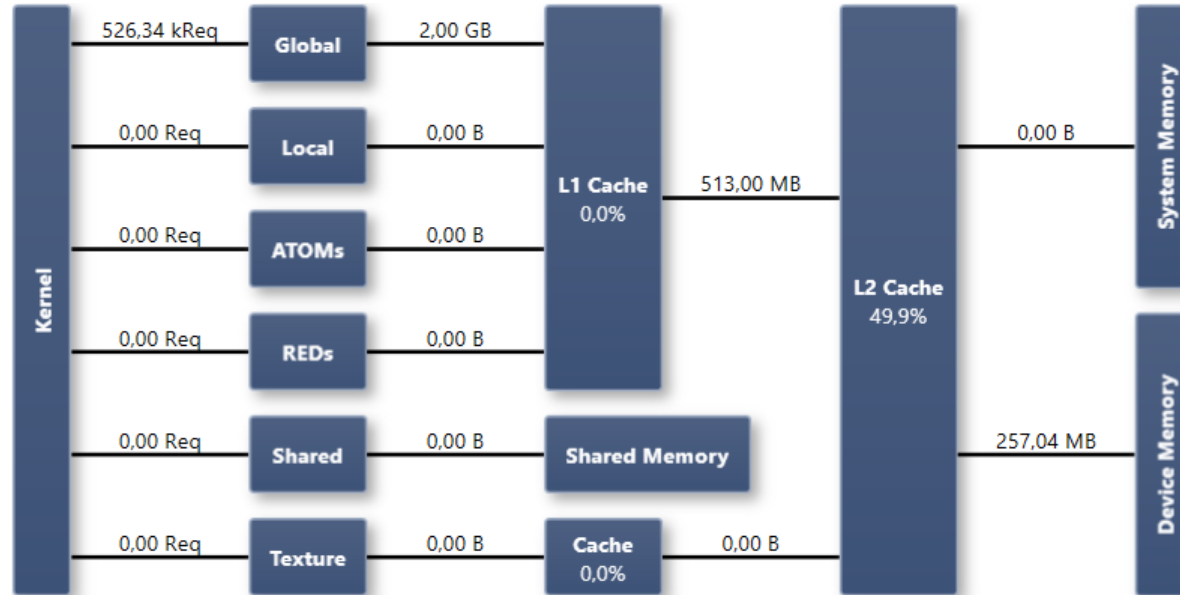 Kernel
526,34 kReq
Global
2,00 GB
0,00 Req
Local
0,00 B
0,00 Req
ATOMs
0,00 B
0,00 Req
REDs
0,00 B
0,00 Req
Shared
0,00 B
Shared Memory
0,00 Req
Texture
0,00 B
Cache
0,0%
0,00 B
L1 Cache
0,0%
513,00 MB
L2 Cache
49,9%
0,00 B
System Memory
257,04 MB
Device Memory